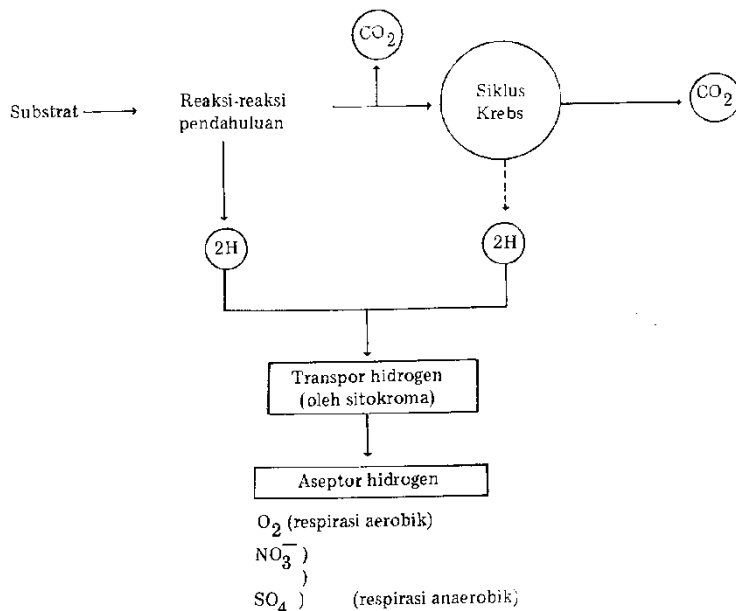 CO2
Substrat
Reaksi-reaksi
pendahuluan
Siklus
Krebs
CO2
2H
2H
Transpor hidrogen
(oleh sitokroma)
Aseptor hidrogen
O2 (respirasi aerobik)
NO3− )
)
SO4 ) (respirasi anaerobik)